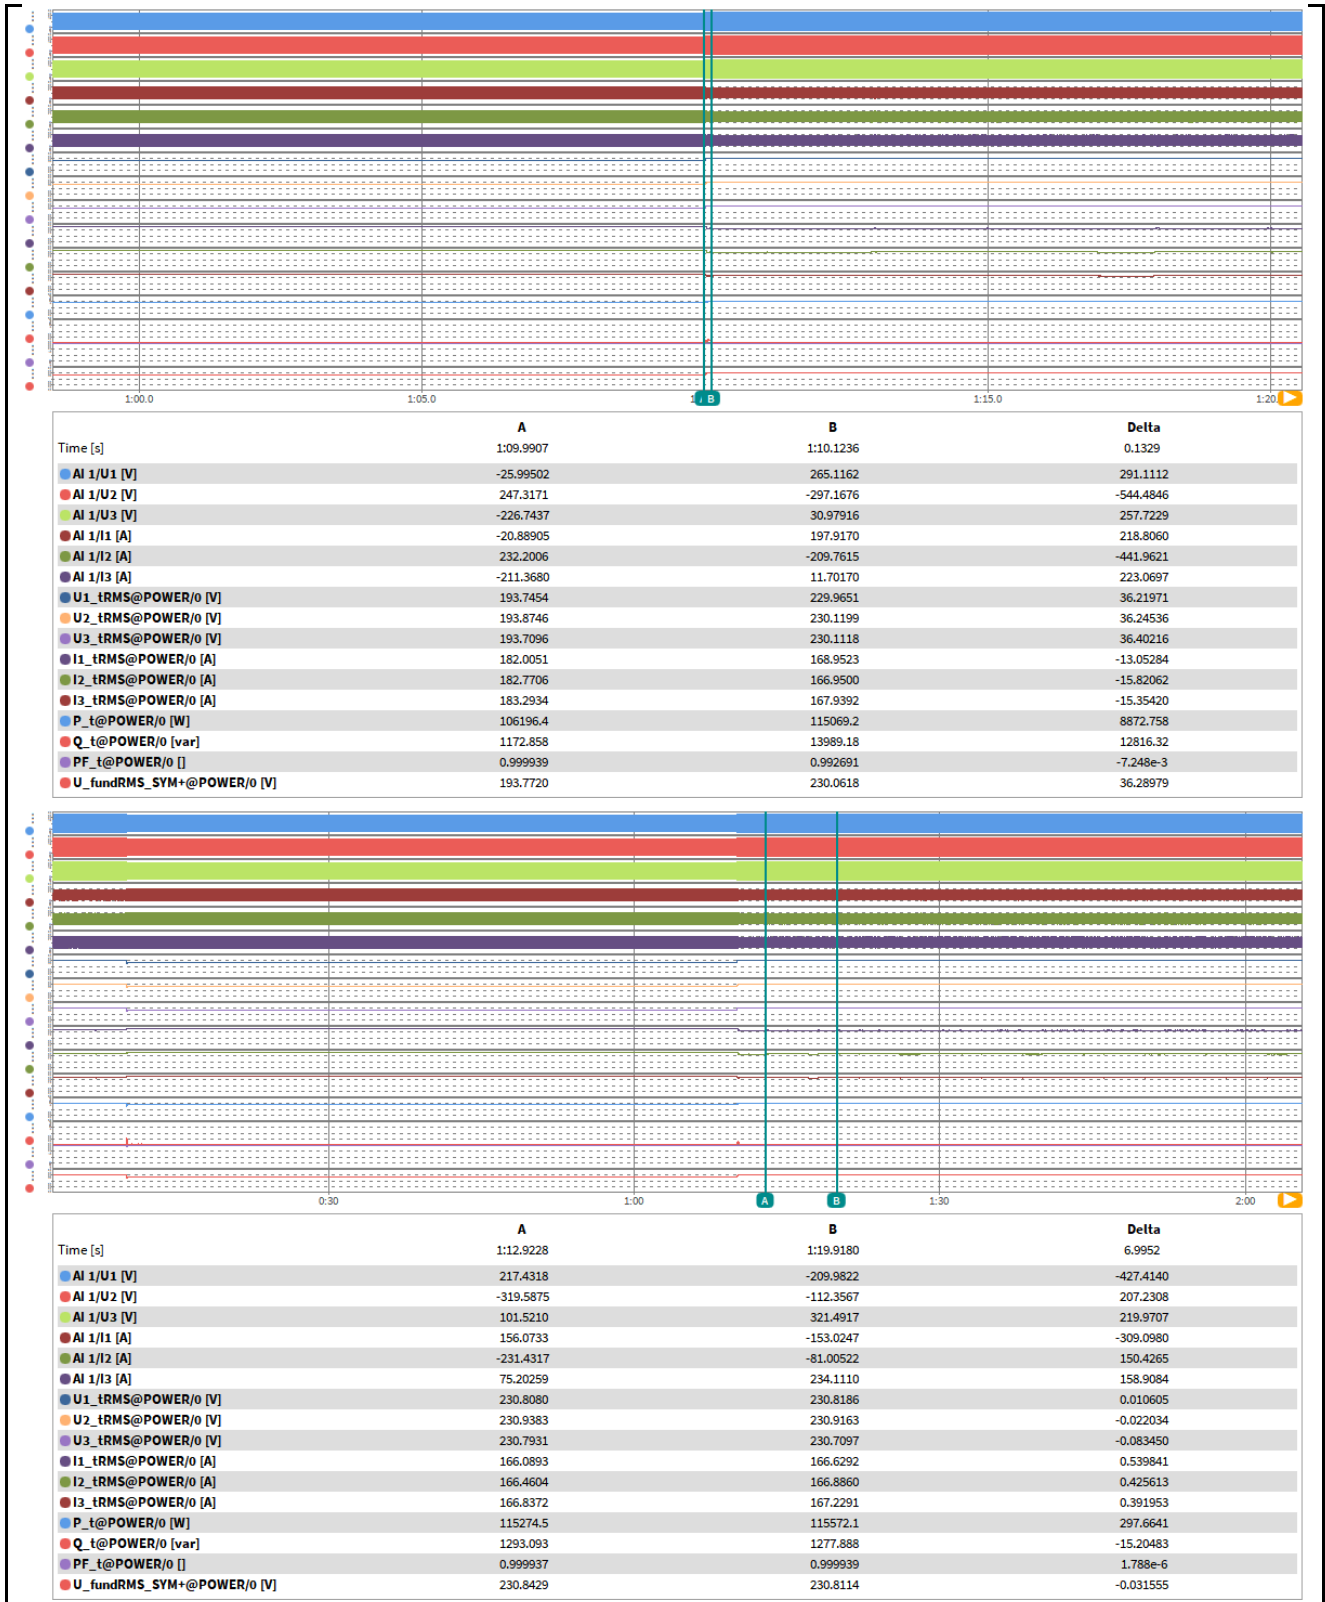 1:00.0 1:05.0 A B 1:15.0 1:20.
A B Delta
Time [s] 1:09.9907 1:10.1236 0.1329
AI 1/U1 [V] -25.99502 265.1162 291.1112
AI 1/U2 [V] 247.3171 -297.1676 -544.4846
AI 1/U3 [V] -226.7437 30.97916 257.7229
AI 1/I1 [A] -20.88905 197.9170 218.8060
AI 1/I2 [A] 232.2006 -209.7615 -441.9621
AI 1/I3 [A] -211.3680 11.70170 223.0697
U1_tRMS@POWER/0 [V] 193.7454 229.9651 36.21971
U2_tRMS@POWER/0 [V] 193.8746 230.1199 36.24536
U3_tRMS@POWER/0 [V] 193.7096 230.1118 36.40216
I1_tRMS@POWER/0 [A] 182.0051 168.9523 -13.05284
I2_tRMS@POWER/0 [A] 182.7706 166.9500 -15.82062
I3_tRMS@POWER/0 [A] 183.2934 167.9392 -15.35420
P_t@POWER/0 [W] 106196.4 115069.2 8872.758
Q_t@POWER/0 [var] 1172.858 13989.18 12816.32
PF_t@POWER/0 [] 0.999939 0.992691 -7.248e-3
U_fundRMS_SYM+@POWER/0 [V] 193.7720 230.0618 36.28979
0:30 1:00 A B 1:30 2:00
A B Delta
Time [s] 1:12.9228 1:19.9180 6.9952
AI 1/U1 [V] 217.4318 -209.9822 -427.4140
AI 1/U2 [V] -319.5875 -112.3567 207.2308
AI 1/U3 [V] 101.5210 321.4917 219.9707
AI 1/I1 [A] 156.0733 -153.0247 -309.0980
AI 1/I2 [A] -231.4317 -81.00522 150.4265
AI 1/I3 [A] 75.20259 234.1110 158.9084
U1_tRMS@POWER/0 [V] 230.8080 230.8186 0.010605
U2_tRMS@POWER/0 [V] 230.9383 230.9163 -0.022034
U3_tRMS@POWER/0 [V] 230.7931 230.7097 -0.083450
I1_tRMS@POWER/0 [A] 166.0893 166.6292 0.539841
I2_tRMS@POWER/0 [A] 166.4604 166.8860 0.425613
I3_tRMS@POWER/0 [A] 166.8372 167.2291 0.391953
P_t@POWER/0 [W] 115274.5 115572.1 297.6641
Q_t@POWER/0 [var] 1293.093 1277.888 -15.20483
PF_t@POWER/0 [] 0.999937 0.999939 1.788e-6
U_fundRMS_SYM+@POWER/0 [V] 230.8429 230.8114 -0.031555